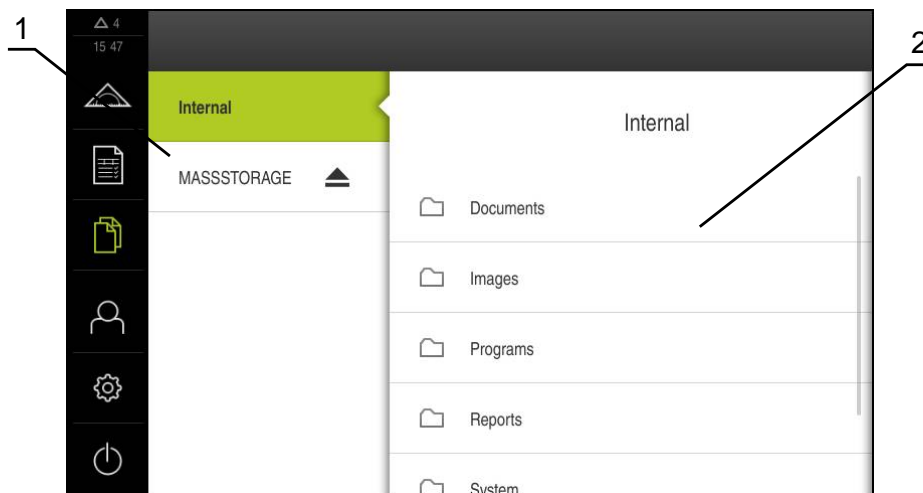 1
△ 4
15 47
2
Internal
Internal
MASSSTORAGE
Documents
Images
Programs
Reports
System